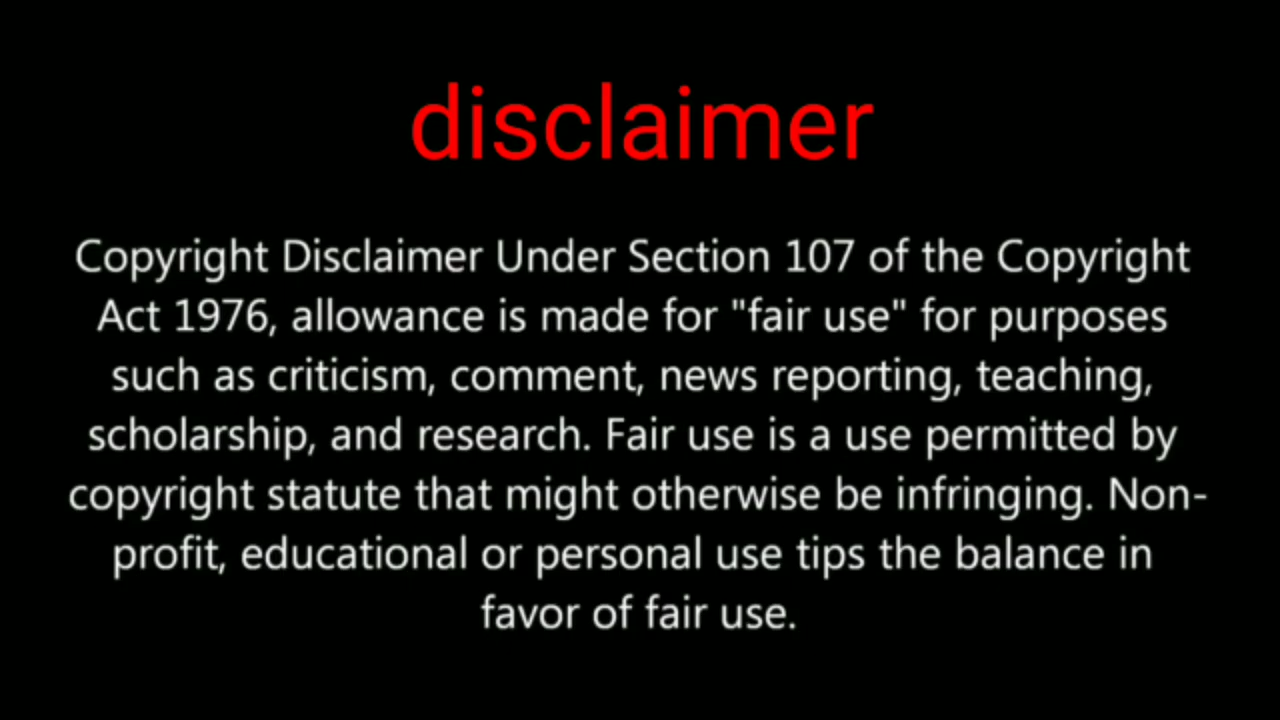 disclaimer
Copyright Disclaimer Under Section 107 of the Copyright
Act 1976, allowance is made for "fair use" for purposes
such as criticism, comment, news reporting, teaching,
scholarship, and research. Fair use is a use permitted by
copyright statute that might otherwise be infringing. Non-
profit, educational or personal use tips the balance in
favor of fair use.